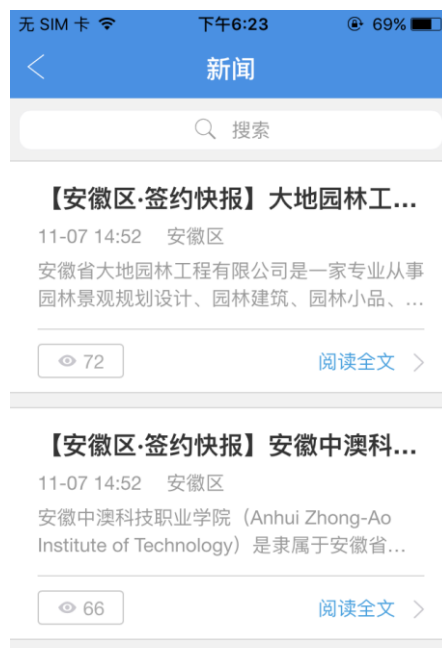 无 SIM 卡 下午6:23 69%
新闻
搜索
【安徽区·签约快报】大地园林工...
11-07 14:52 安徽区
安徽省大地园林工程有限公司是一家专业从事
园林景观规划设计、园林建筑、园林小品、...
72 阅读全文
【安徽区·签约快报】安徽中澳科...
11-07 14:52 安徽区
安徽中澳科技职业学院（Anhui Zhong-Ao
Institute of Technology）是隶属于安徽省...
66 阅读全文